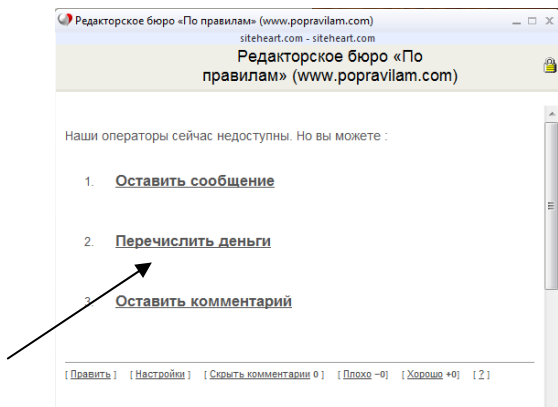 Редакторское бюро «По правилам» (www.popravilam.com)
siteheart.com - siteheart.com
Редакторское бюро «По
правилам» (www.popravilam.com)
Наши операторы сейчас недоступны. Но вы можете :
1. Оставить сообщение
2. Перечислить деньги
3. Оставить комментарий
[ Править ] [ Настройки ] [ Скрыть комментарии 0 ] [ Плохо −0] [ Хорошо +0] [ ? ]